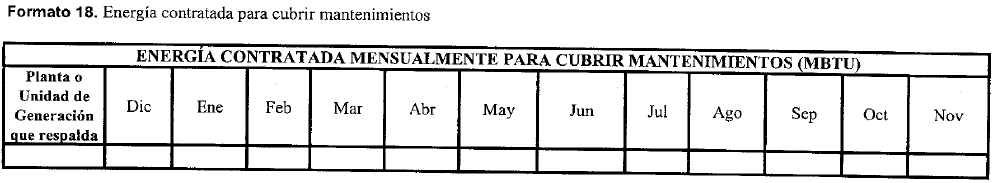 Formato 18. Energía contratada para cubrir mantenimientos
ENERGÍA CONTRATADA MENSUALMENTE PARA CUBRIR MANTENIMIENTOS (MBTU)
Planta o
Unidad de
Generación
que respalda
Dic
Ene
Feb
Mar
Abr
May
Jun
Jul
Ago
Sep
Oct
Nov